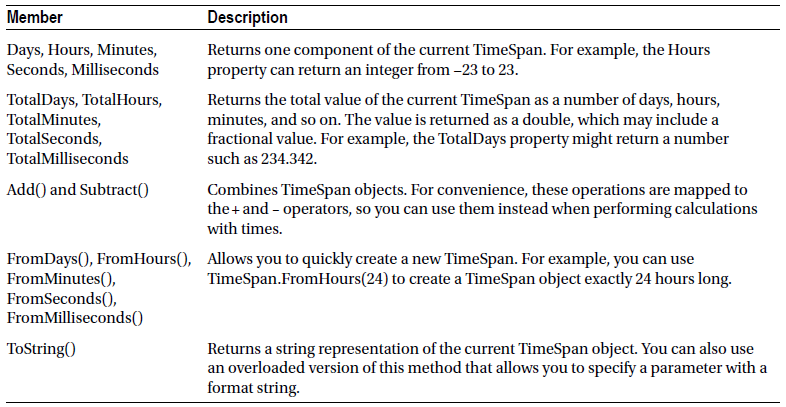 Member Description
Days, Hours, Minutes, Returns one component of the current TimeSpan. For example, the Hours
Seconds, Milliseconds property can return an integer from –23 to 23.
TotalDays, TotalHours, Returns the total value of the current TimeSpan as a number of days, hours,
TotalMinutes, minutes, and so on. The value is returned as a double, which may include a
TotalSeconds, fractional value. For example, the TotalDays property might return a number
TotalMilliseconds such as 234.342.
Add() and Subtract() Combines TimeSpan objects. For convenience, these operations are mapped to
the + and – operators, so you can use them instead when performing calculations
with times.
FromDays(), FromHours(), Allows you to quickly create a new TimeSpan. For example, you can use
FromMinutes(), TimeSpan.FromHours(24) to create a TimeSpan object exactly 24 hours long.
FromSeconds(),
FromMilliseconds()
ToString() Returns a string representation of the current TimeSpan object. You can also use
an overloaded version of this method that allows you to specify a parameter with a
format string.